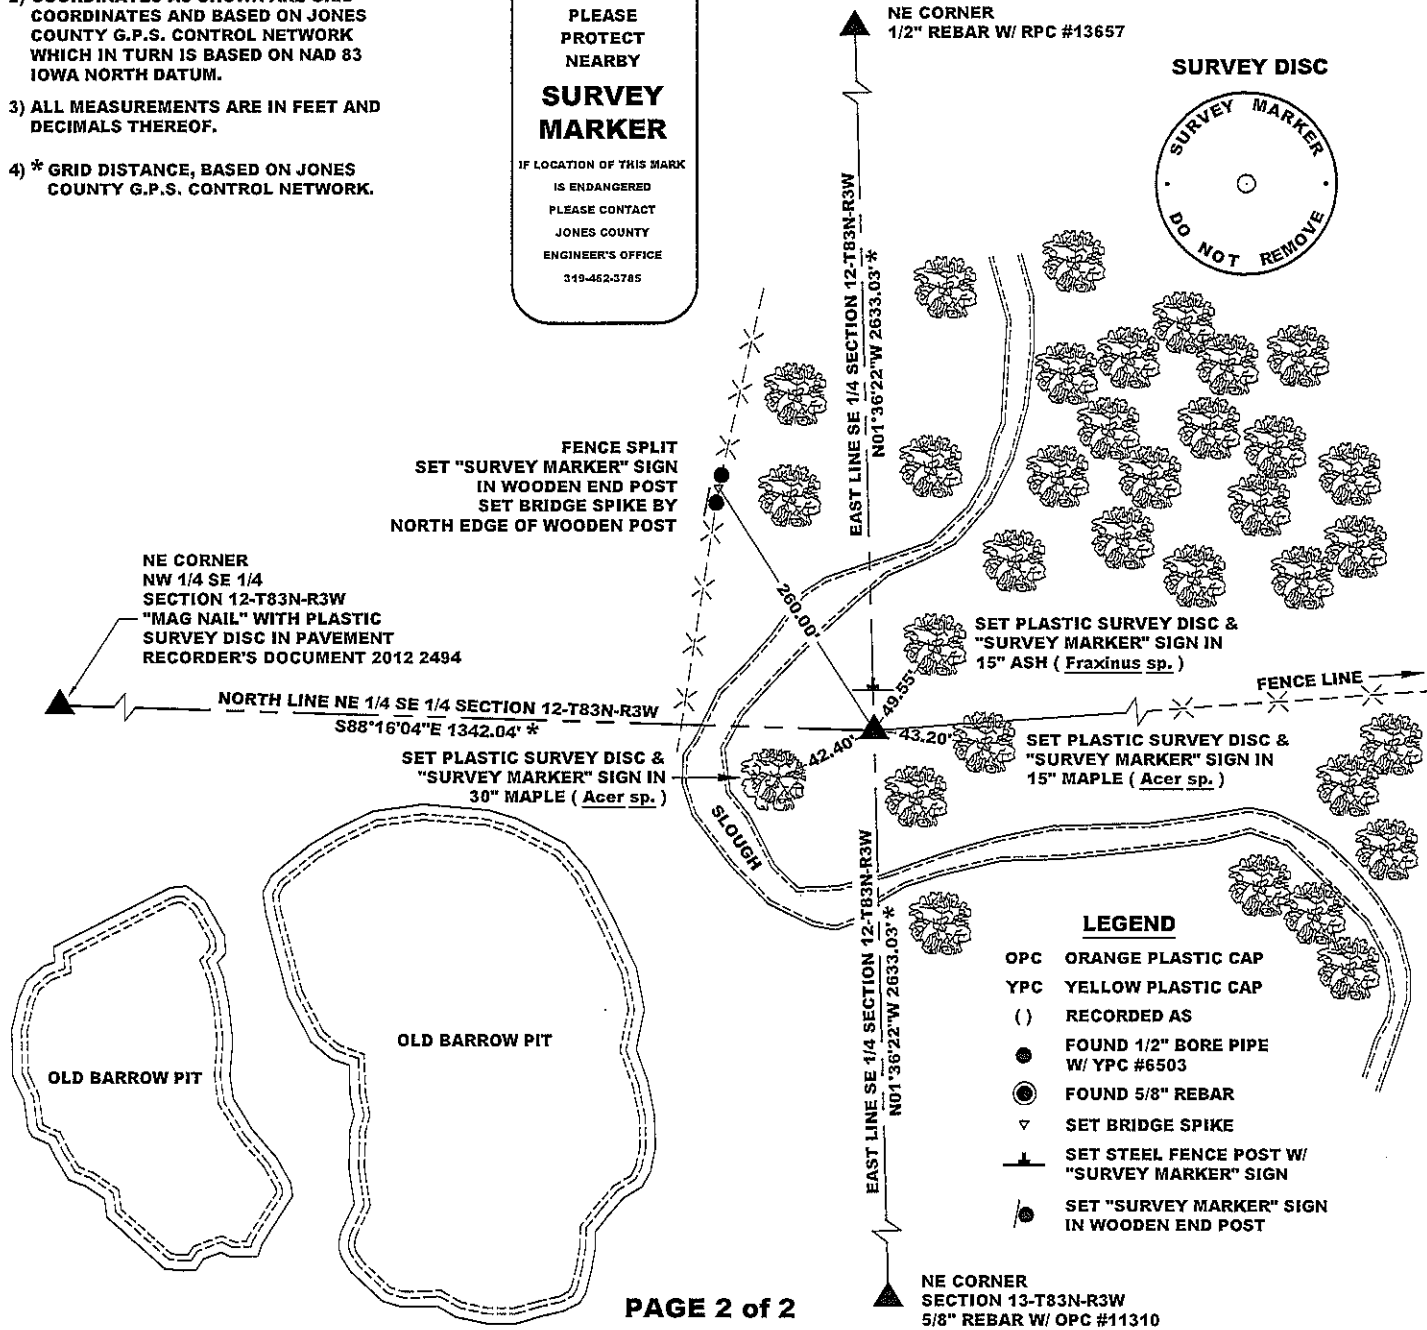 COORDINATES AND BASED ON JONES
COUNTY G.P.S. CONTROL NETWORK
WHICH IN TURN IS BASED ON NAD 83
IOWA NORTH DATUM.
3) ALL MEASUREMENTS ARE IN FEET AND
DECIMALS THEREOF.
4) * GRID DISTANCE, BASED ON JONES
COUNTY G.P.S. CONTROL NETWORK.
PLEASE
PROTECT
NEARBY
SURVEY
MARKER
IF LOCATION OF THIS MARK
IS ENDANGERED
PLEASE CONTACT
JONES COUNTY
ENGINEER'S OFFICE
319-462-3785
NE CORNER
1/2" REBAR W/ RPC #13657
SURVEY DISC
SURVEY MARKER
DO NOT REMOVE
EAST LINE SE 1/4 SECTION 12-T83N-R3W
N01°36'22"W 2633.03' *
FENCE SPLIT
SET "SURVEY MARKER" SIGN
IN WOODEN END POST
SET BRIDGE SPIKE BY
NORTH EDGE OF WOODEN POST
NE CORNER
NW 1/4 SE 1/4
SECTION 12-T83N-R3W
"MAG NAIL" WITH PLASTIC
SURVEY DISC IN PAVEMENT
RECORDER'S DOCUMENT 2012 2494
260.00'
SET PLASTIC SURVEY DISC &
"SURVEY MARKER" SIGN IN
15" ASH ( Fraxinus sp. )
FENCE LINE
NORTH LINE NE 1/4 SE 1/4 SECTION 12-T83N-R3W
S88°16'04"E 1342.04' *
49.55'
43.20'
42.40'
SET PLASTIC SURVEY DISC &
"SURVEY MARKER" SIGN IN
15" MAPLE ( Acer sp. )
SET PLASTIC SURVEY DISC &
"SURVEY MARKER" SIGN IN
30" MAPLE ( Acer sp. )
SLOUGH
EAST LINE SE 1/4 SECTION 12-T83N-R3W
N01°36'22"W 2633.03' *
OLD BARROW PIT
OLD BARROW PIT
LEGEND
OPC ORANGE PLASTIC CAP
YPC YELLOW PLASTIC CAP
( ) RECORDED AS
FOUND 1/2" BORE PIPE
W/ YPC #6503
FOUND 5/8" REBAR
SET BRIDGE SPIKE
SET STEEL FENCE POST W/
"SURVEY MARKER" SIGN
SET "SURVEY MARKER" SIGN
IN WOODEN END POST
NE CORNER
SECTION 13-T83N-R3W
5/8" REBAR W/ OPC #11310
PAGE 2 of 2